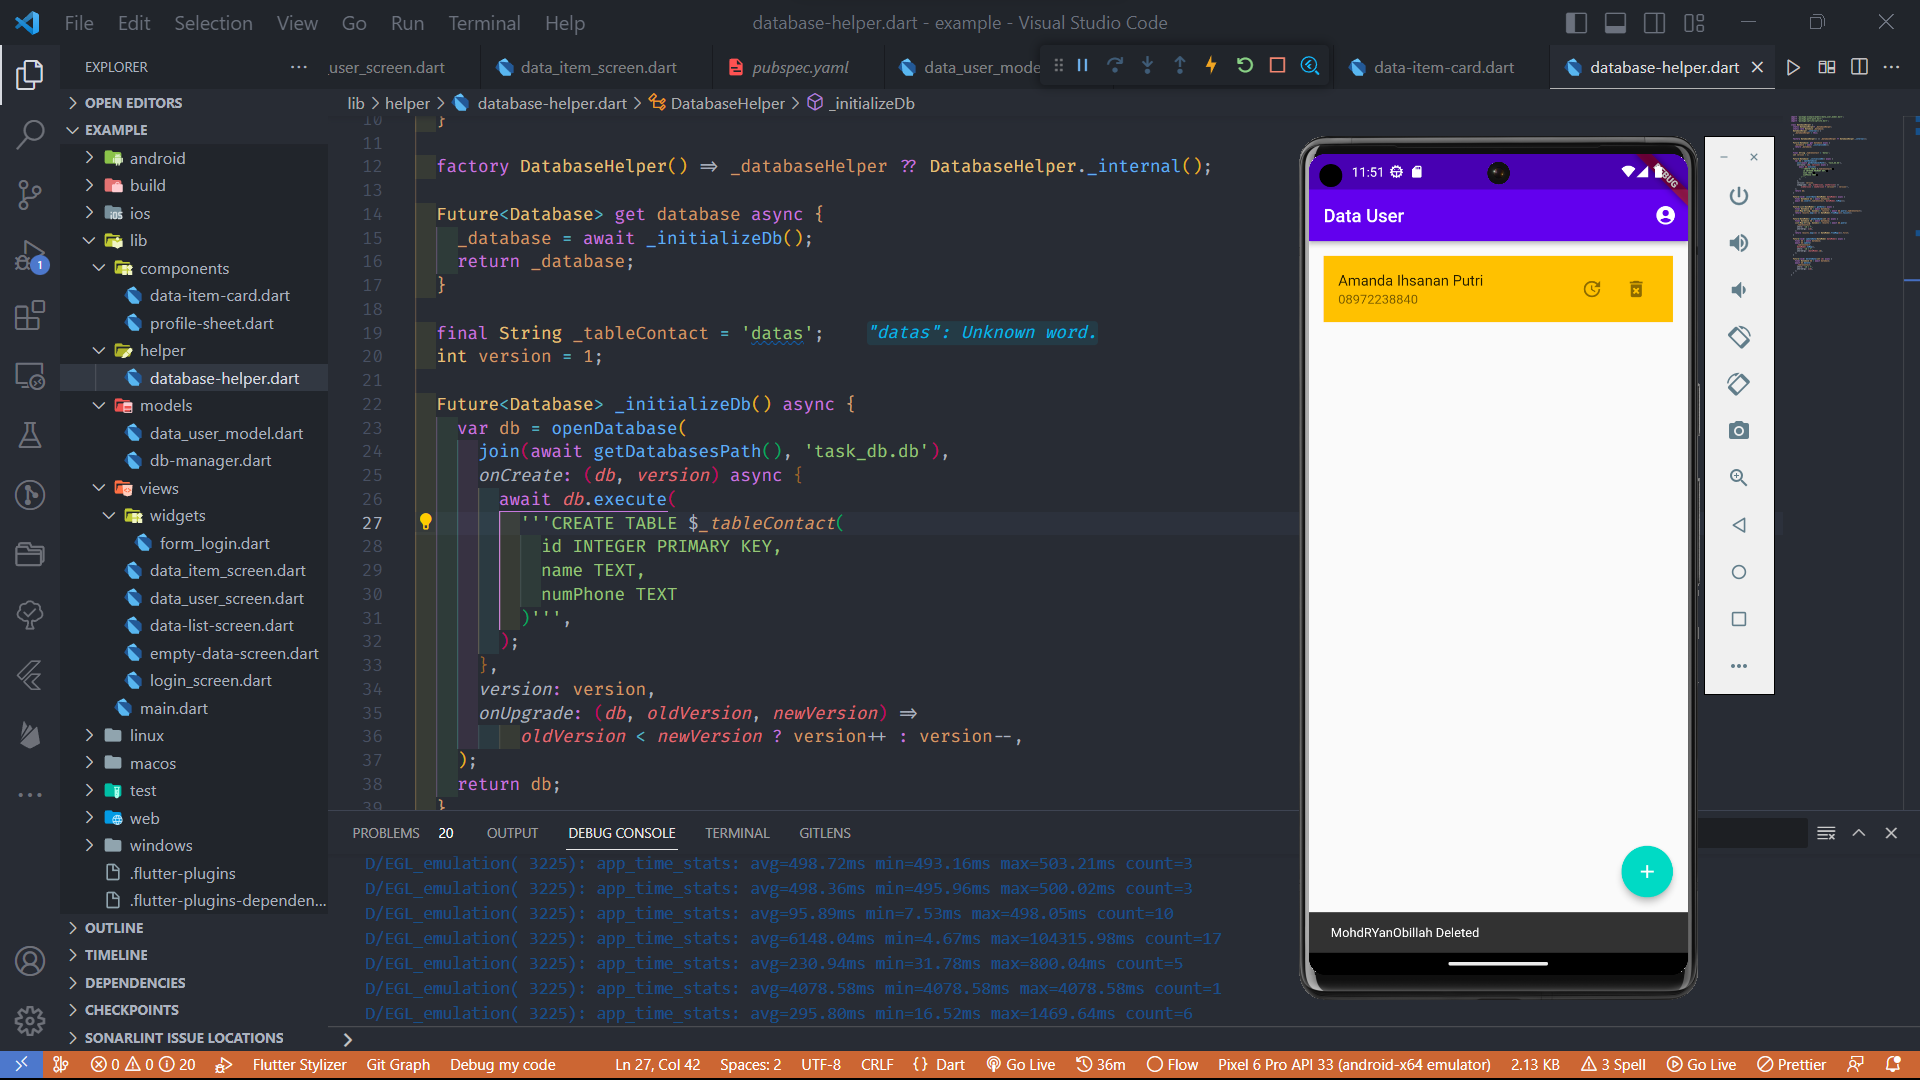 File Edit Selection View Go Run Terminal Help
database-helper.dart - example - Visual Studio Code
EXPLORER
user_screen.dart
data_item_screen.dart
pubspec.yaml
data_user_mode
data-item-card.dart
database-helper.dart
lib > helper > database-helper.dart > DatabaseHelper > _initializeDb
OPEN EDITORS
EXAMPLE
android
build
ios
lib
components
data-item-card.dart
profile-sheet.dart
helper
database-helper.dart
models
data_user_model.dart
db-manager.dart
views
widgets
form_login.dart
data_item_screen.dart
data_user_screen.dart
data-list-screen.dart
empty-data-screen.dart
login_screen.dart
main.dart
linux
macos
test
web
windows
.flutter-plugins
.flutter-plugins-dependen...
OUTLINE
TIMELINE
DEPENDENCIES
CHECKPOINTS
SONARLINT ISSUE LOCATIONS
1
10 }
11
12 factory DatabaseHelper() => _databaseHelper ?? DatabaseHelper._internal();
13
14 Future<Database> get database async {
15 _database = await _initializeDb();
16 return _database;
17 }
18
19 final String _tableContact = 'datas'; "datas": Unknown word.
20 int version = 1;
21
22 Future<Database> _initializeDb() async {
23 var db = openDatabase(
24 join(await getDatabasesPath(), 'task_db.db'),
25 onCreate: (db, version) async {
26 await db.execute(
27 '''CREATE TABLE $_tableContact(
28 id INTEGER PRIMARY KEY,
29 name TEXT,
30 numPhone TEXT
31 )''',
32 );
33 },
34 version: version,
35 onUpgrade: (db, oldVersion, newVersion) =>
36 oldVersion < newVersion ? version++ : version--,
37 );
38 return db;
39 }
11:51
DEBUG
Data User
Amanda Ihsanan Putri
08972238840
MohdRYanObillah Deleted
PROBLEMS 20 OUTPUT DEBUG CONSOLE TERMINAL GITLENS
D/EGL_emulation( 3225): app_time_stats: avg=498.72ms min=493.16ms max=503.21ms count=3
D/EGL_emulation( 3225): app_time_stats: avg=498.36ms min=495.96ms max=500.02ms count=3
D/EGL_emulation( 3225): app_time_stats: avg=95.89ms min=7.53ms max=498.05ms count=10
D/EGL_emulation( 3225): app_time_stats: avg=6148.04ms min=4.67ms max=104315.98ms count=17
D/EGL_emulation( 3225): app_time_stats: avg=230.94ms min=31.78ms max=800.04ms count=5
D/EGL_emulation( 3225): app_time_stats: avg=4078.58ms min=4078.58ms max=4078.58ms count=1
D/EGL_emulation( 3225): app_time_stats: avg=295.80ms min=16.52ms max=1469.64ms count=6
0 0 20 Flutter Stylizer Git Graph Debug my code Ln 27, Col 42 Spaces: 2 UTF-8 CRLF {} Dart Go Live 36m Flow Pixel 6 Pro API 33 (android-x64 emulator) 2.13 KB 3 Spell Go Live Prettier